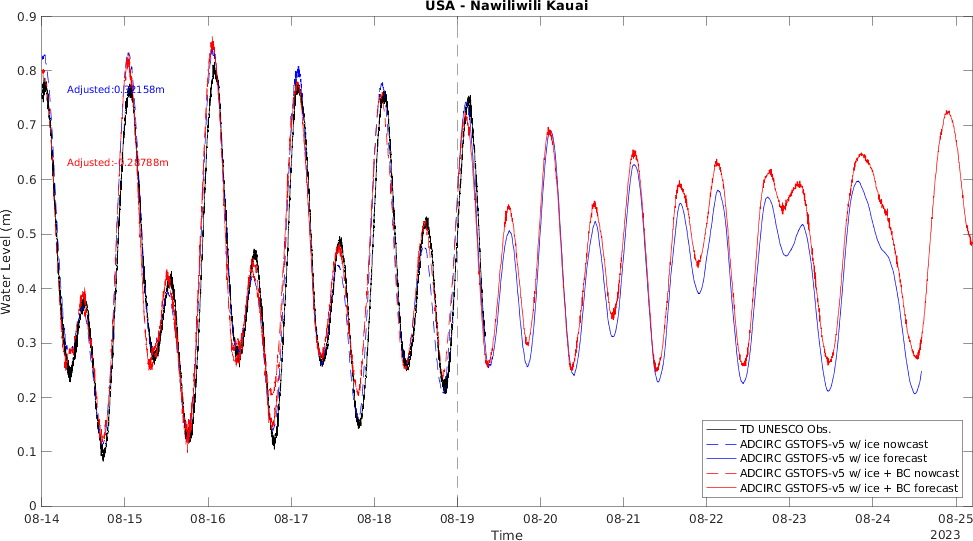 USA - Nawiliwili Kauai
0.9
0.8
0.7
0.6
0.5
0.4
0.3
0.2
0.1
0
Water Level (m)
08-14 08-15 08-16 08-17 08-18 08-19 08-20 08-21 08-22 08-23 08-24 08-25
2023
Time
TD UNESCO Obs.
ADCIRC GSTOFS-v5 w/ ice nowcast
ADCIRC GSTOFS-v5 w/ ice forecast
ADCIRC GSTOFS-v5 w/ ice + BC nowcast
ADCIRC GSTOFS-v5 w/ ice + BC forecast